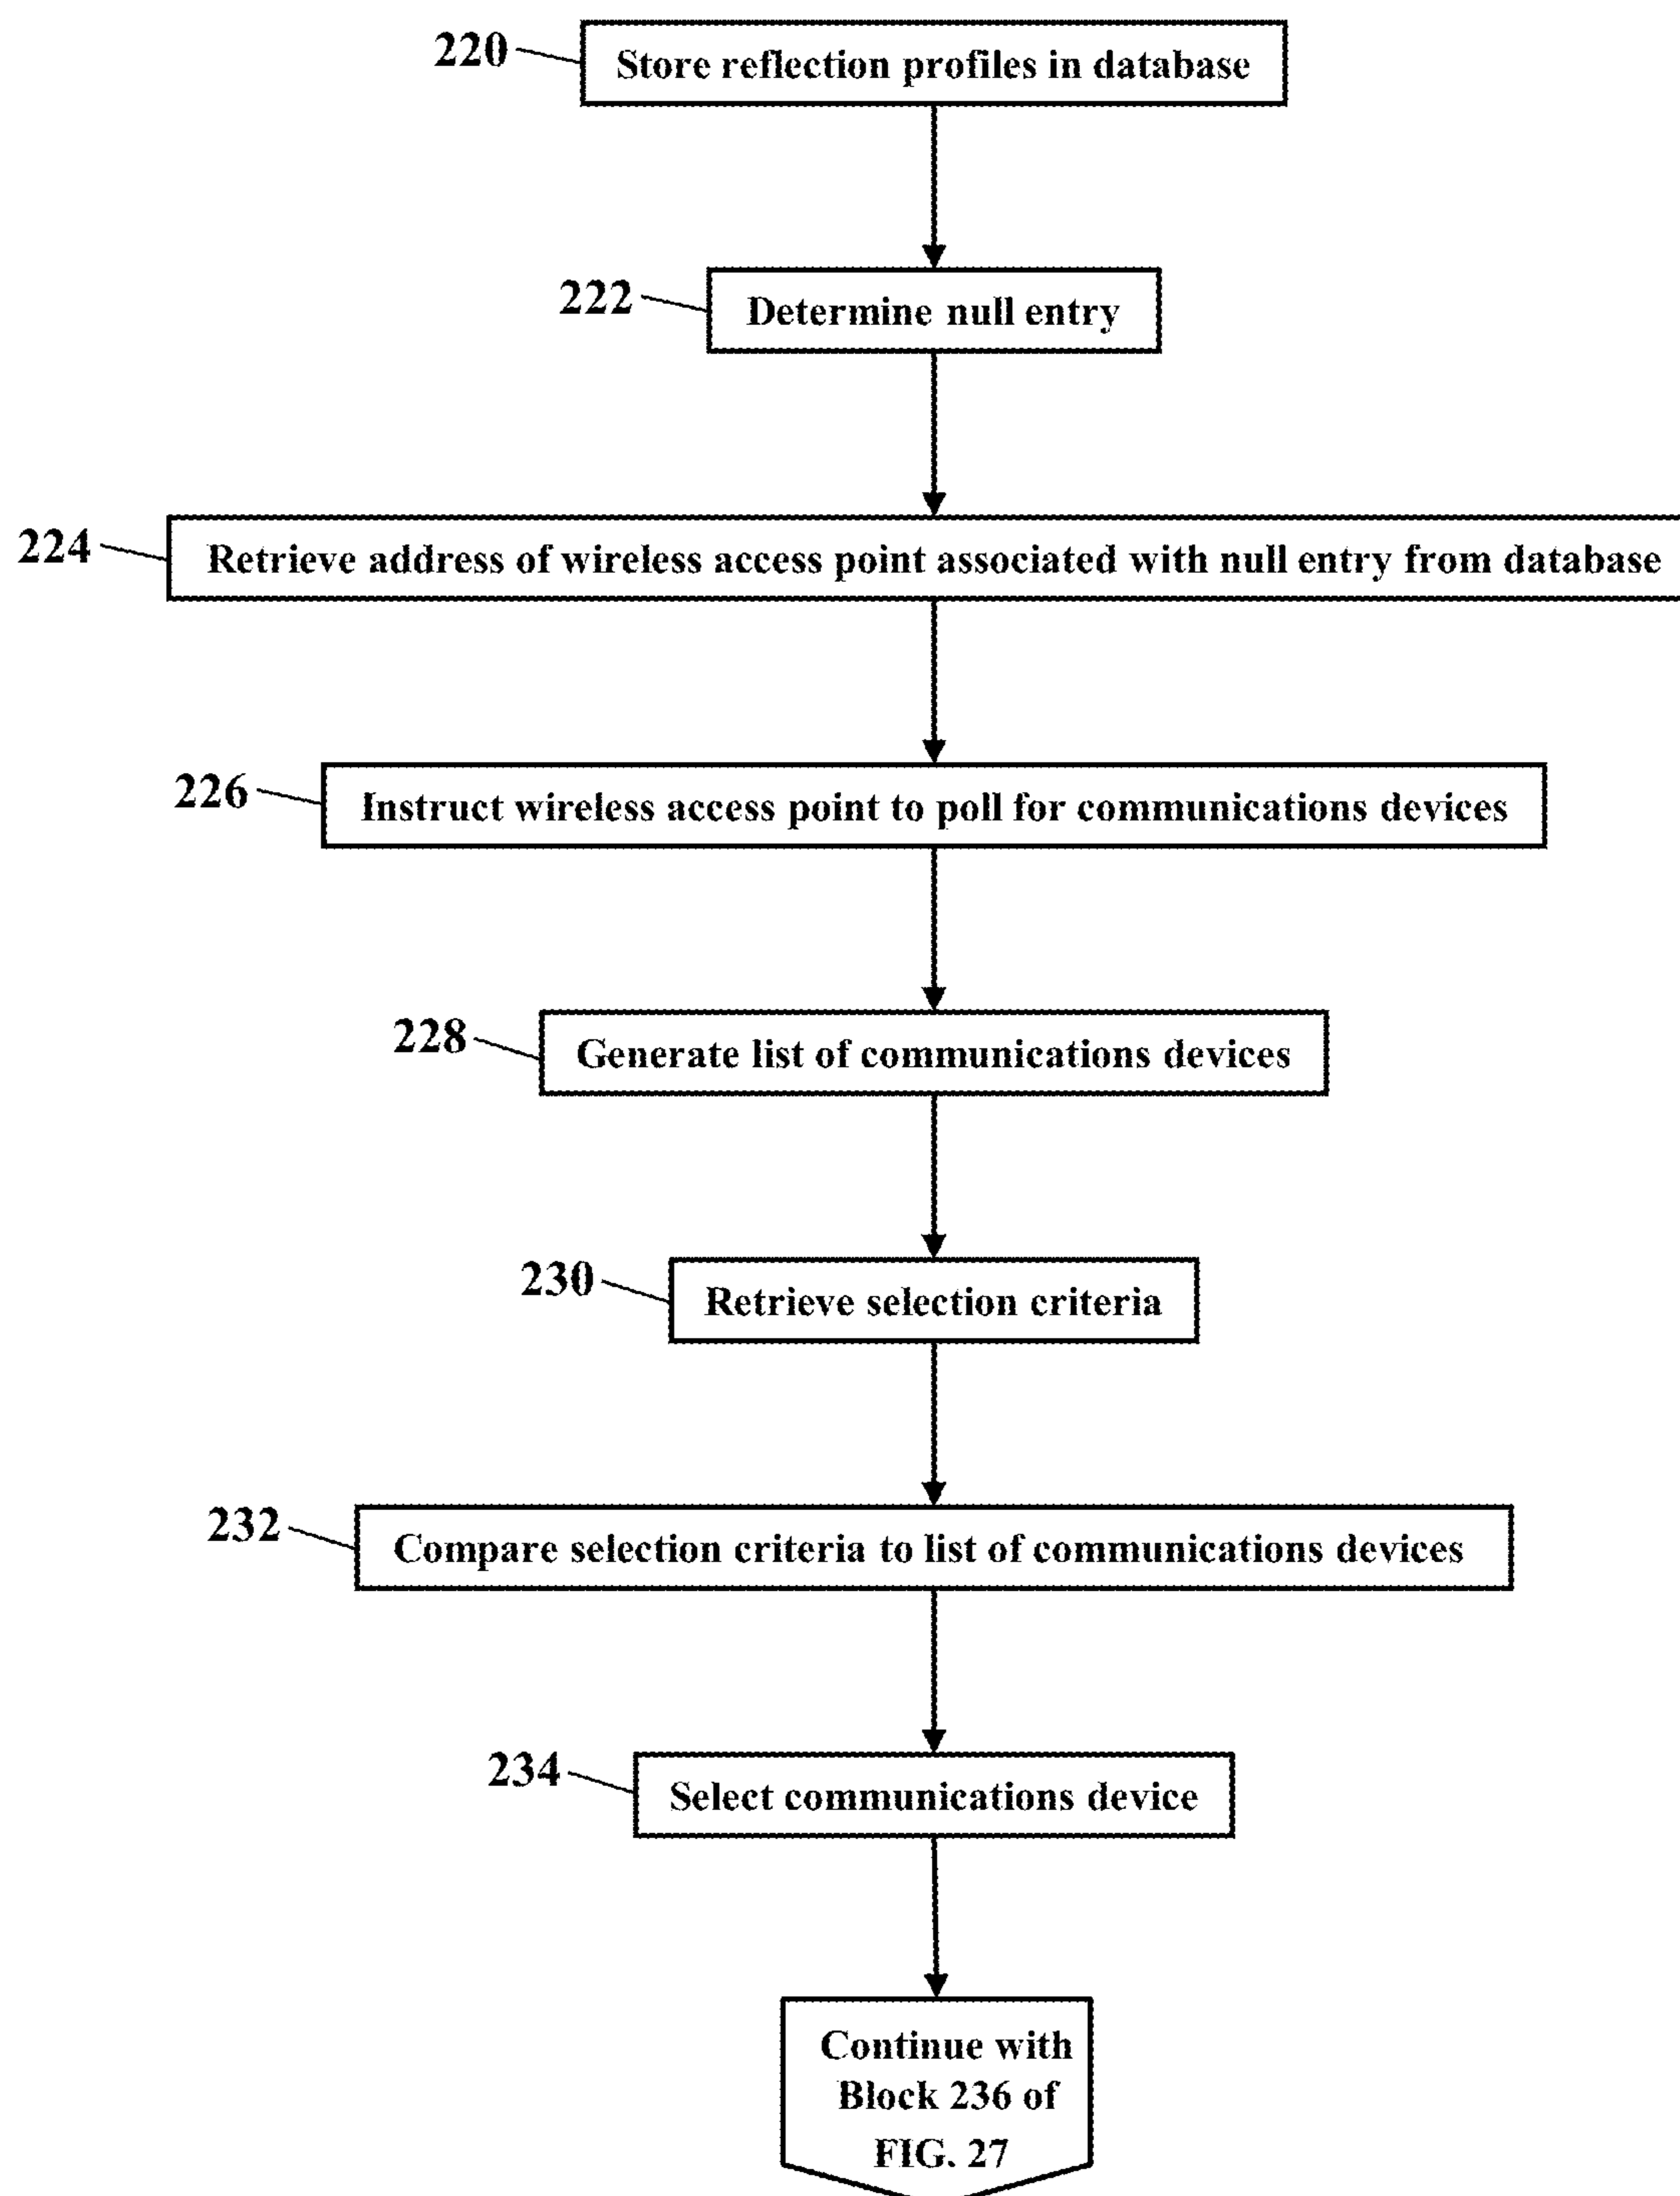 220
Store reflection profiles in database
222
Determine null entry
224
Retrieve address of wireless access point associated with null entry from database
226
Instruct wireless access point to poll for communications devices
228
Generate list of communications devices
230
Retrieve selection criteria
232
Compare selection criteria to list of communications devices
234
Select communications device
Continue with
Block 236 of
FIG. 27